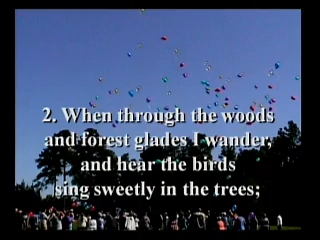 2. When through the woods
and forest glades I wander,
and hear the birds
sing sweetly in the trees;